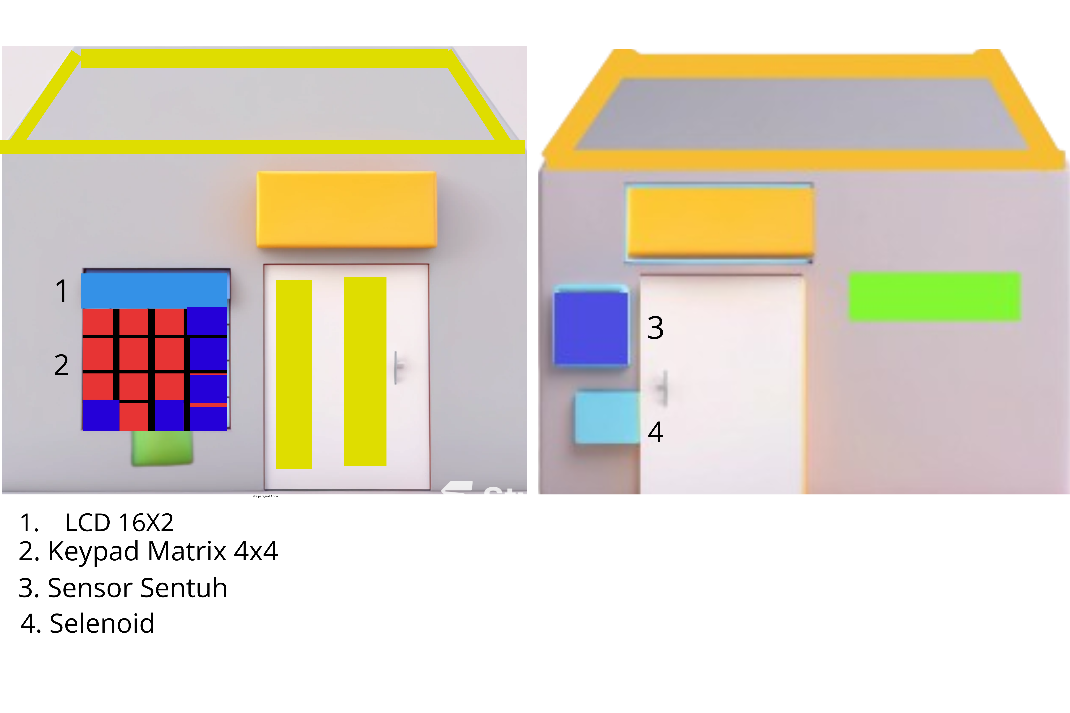 1
2
3
4
1. LCD 16X2
2. Keypad Matrix 4x4
3. Sensor Sentuh
4. Selenoid